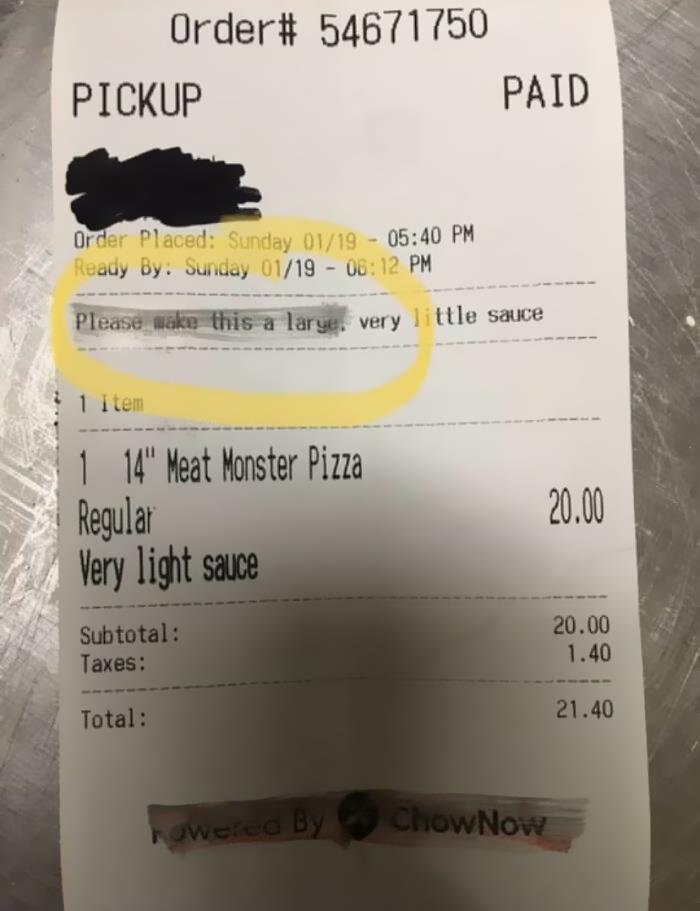 Order# 54671750
PICKUP PAID
Order Placed: Sunday 01/19 - 05:40 PM
Ready By: Sunday 01/19 - 06:12 PM
Please make this a large, very little sauce
1 Item
1 14" Meat Monster Pizza
Regular 20.00
Very light sauce
Subtotal: 20.00
Taxes: 1.40
Total: 21.40
Powered By ChowNow